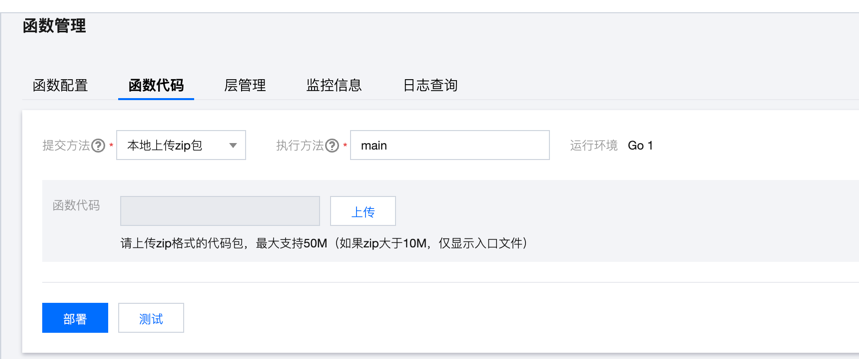 函数管理
函数配置 函数代码 层管理 监控信息 日志查询
提交方法 * 本地上传zip包 执行方法 * main 运行环境 Go 1
函数代码 上传
请上传zip格式的代码包，最大支持50M（如果zip大于10M，仅显示入口文件）
部署 测试